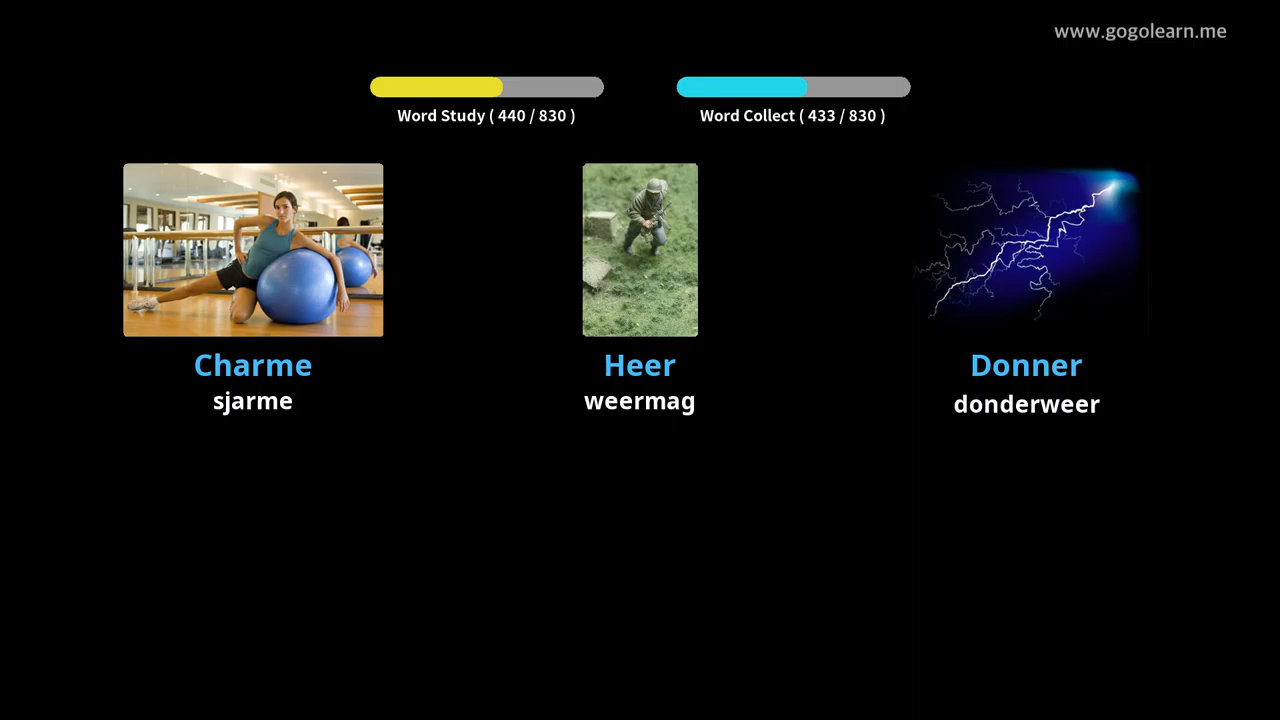 www.gogolearn.me
Word Study ( 440 / 830 )
Word Collect ( 433 / 830 )
Charme
sjarme
Heer
weermag
Donner
donderweer